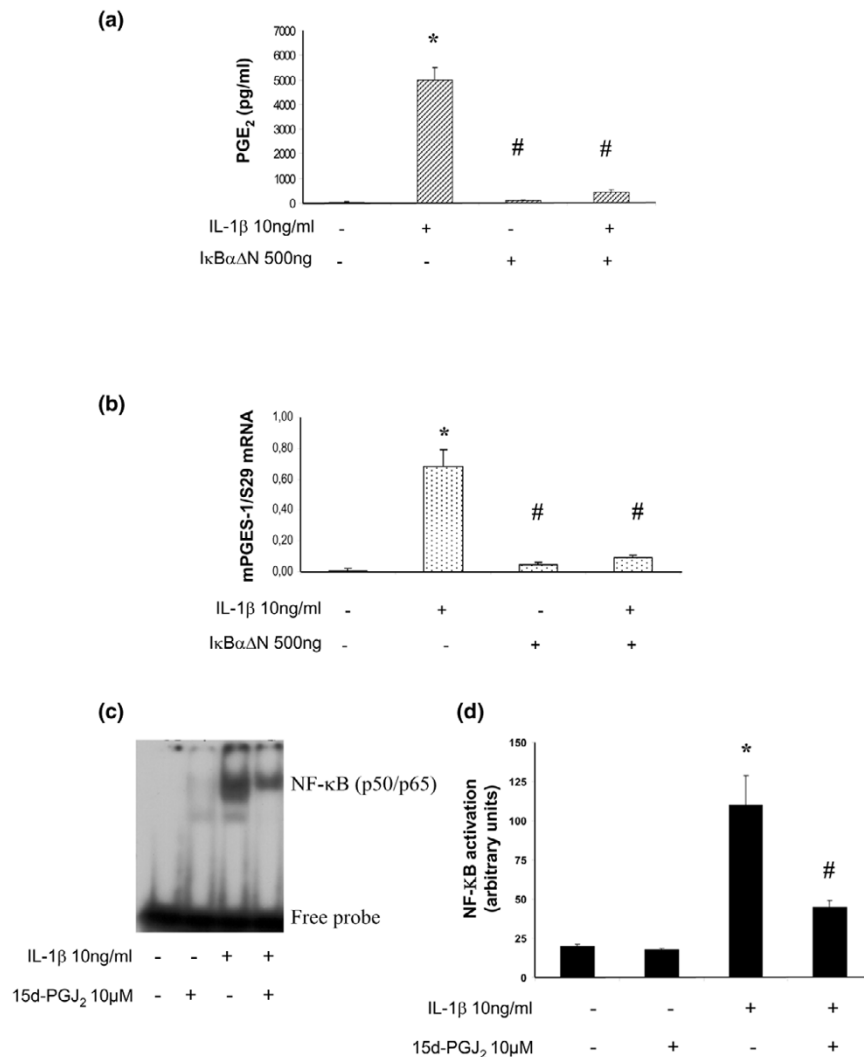 (a)
7000
6000
5000
4000
3000
2000
1000
0
PGE2 (pg/ml)
*
#
#
IL-1β 10ng/ml - + - +
IκBαΔN 500ng - - + +
(b)
1,00
0,80
0,60
0,40
0,20
0,00
mPGES-1/S29 mRNA
*
#
#
IL-1β 10ng/ml - + - +
IκBαΔN 500ng - - + +
(c)
NF-κB (p50/p65)
Free probe
IL-1β 10ng/ml - - + +
15d-PGJ2 10μM - + - +
(d)
150
125
100
75
50
25
0
NF-KB activation
(arbitrary units)
*
#
IL-1β 10ng/ml - - + +
15d-PGJ2 10μM - + - +